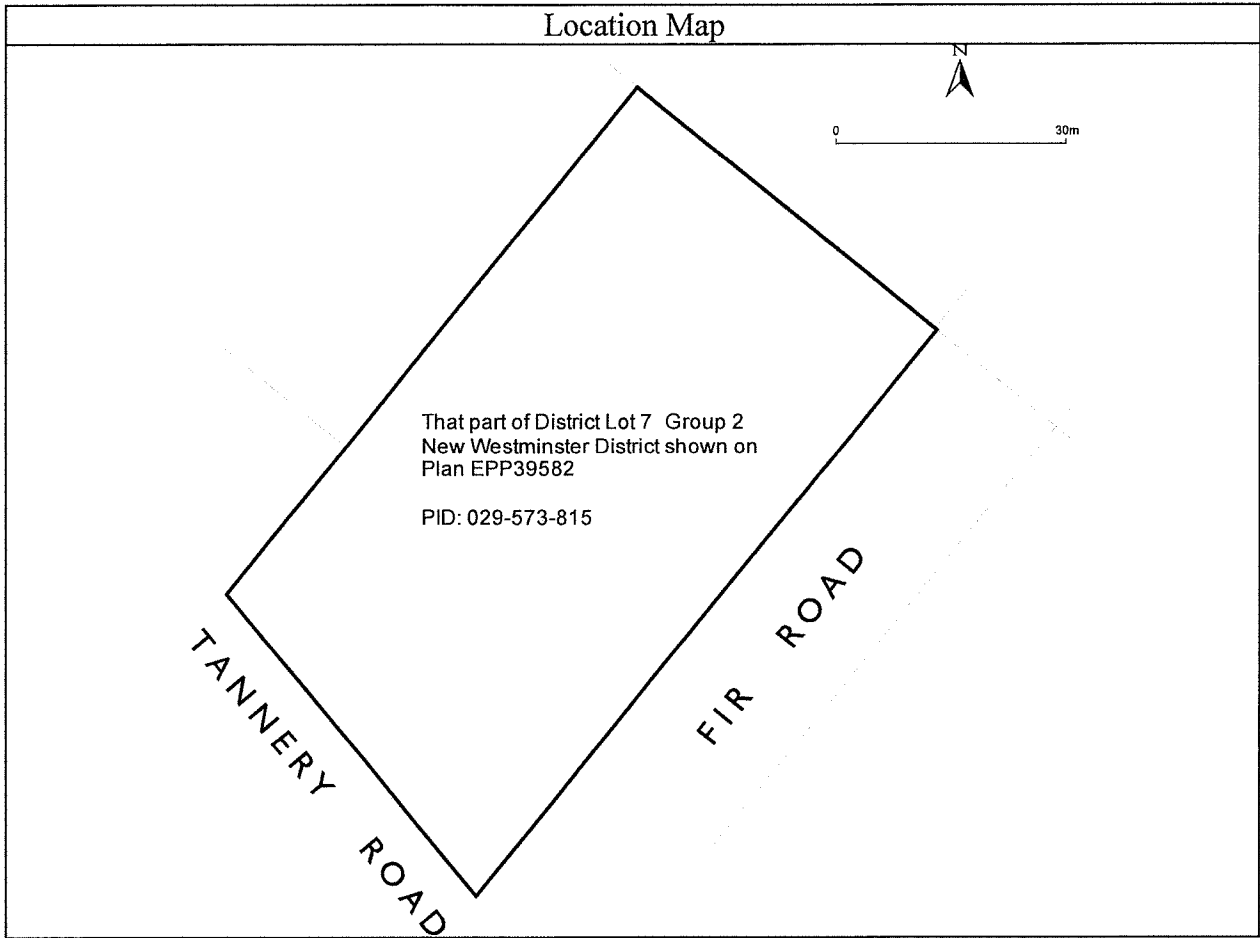 Location Map
N
0 30m
That part of District Lot 7 Group 2
New Westminster District shown on
Plan EPP39582
PID: 029-573-815
TANNERY ROAD
FIR ROAD